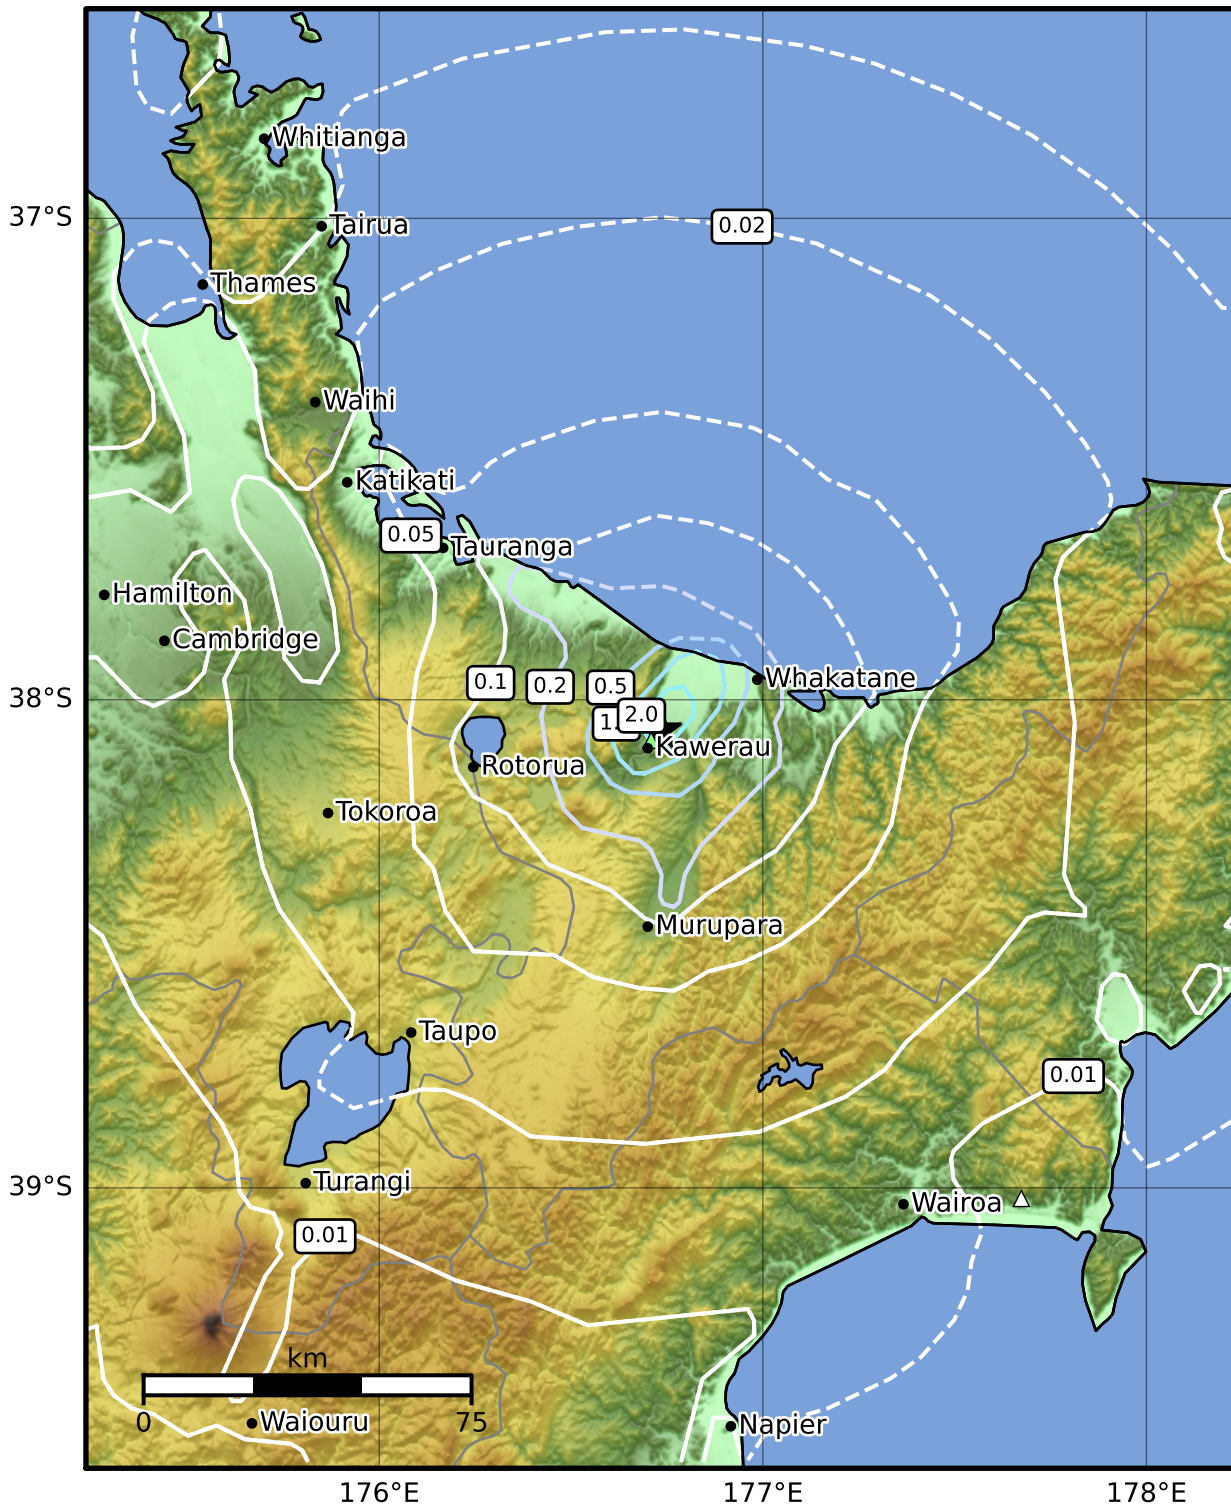 Whitianga
37°S
0.02
Tairua
Thames
Waihi
Katikati
0.05
Tauranga
Hamilton
Cambridge
38°S
0.1
0.2
0.5
Whakatane
2.0
Kawerau
Rotorua
Tokoroa
Murupara
Taupo
0.01
39°S
Turangi
Wairoa
0.01
km
0
75
Waiouru
Napier
176°E
177°E
178°E